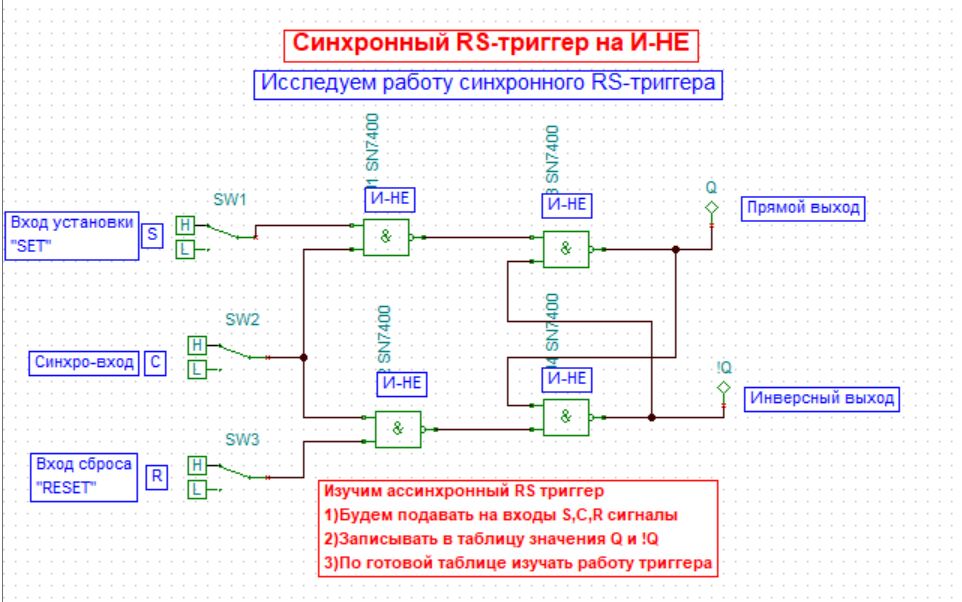 Синхронный RS-триггер на И-НЕ
Исследуем работу синхронного RS-триггера
1 SN7400
3 SN7400
И-НЕ
И-НЕ
SW1
Q
Прямой выход
Вход установки
"SET"
S
H
L
&
&
SW2
2 SN7400
4 SN7400
Синхро-вход
C
H
L
И-НЕ
И-НЕ
!Q
Инверсный выход
&
&
SW3
Вход сброса
"RESET"
R
H
L
Изучим ассинхронный RS триггер
1)Будем подавать на входы S,C,R сигналы
2)Записывать в таблицу значения Q и !Q
3)По готовой таблице изучать работу триггера